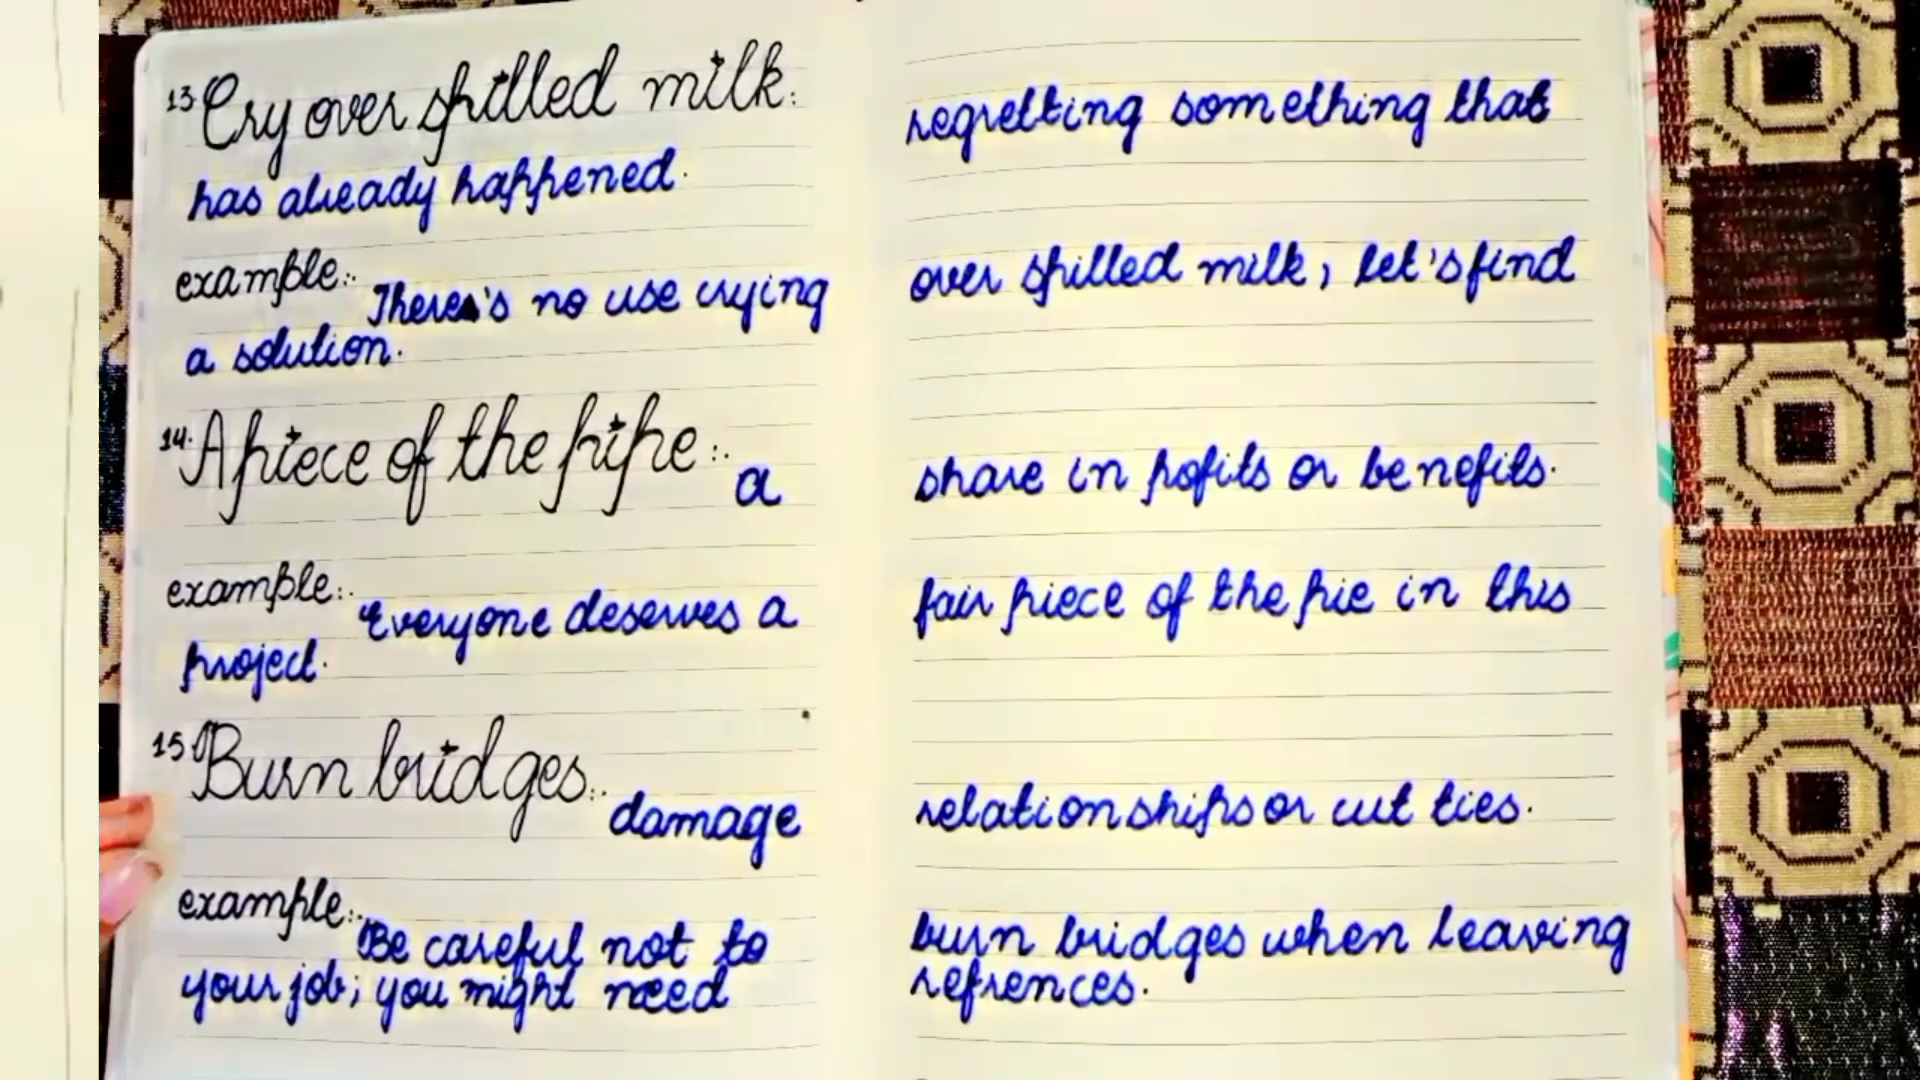 13. Cry over spilled milk:. regretting something that
has already happened.
example:. There's no use crying over spilled milk, let's find
a solution.
14. A piece of the pipe:. a share in pofits or benefits.
example:. Everyone deserves a fair piece of the pie in this
project.
15. Burn bridges:. damage relationships or cut ties.
example:. Be careful not to burn bridges when leaving
your job; you might need refrences.